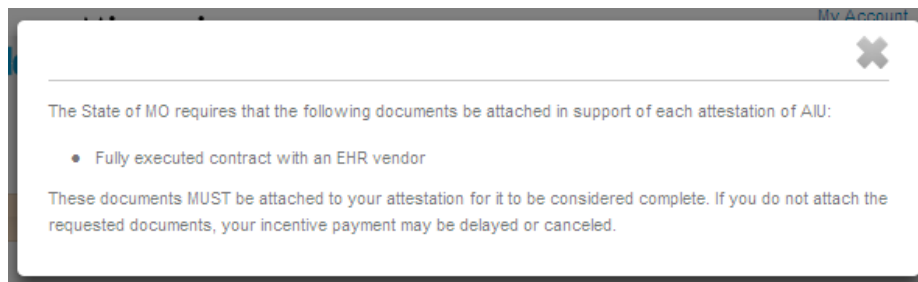 My Account
The State of MO requires that the following documents be attached in support of each attestation of AIU:
● Fully executed contract with an EHR vendor
These documents MUST be attached to your attestation for it to be considered complete. If you do not attach the
requested documents, your incentive payment may be delayed or canceled.